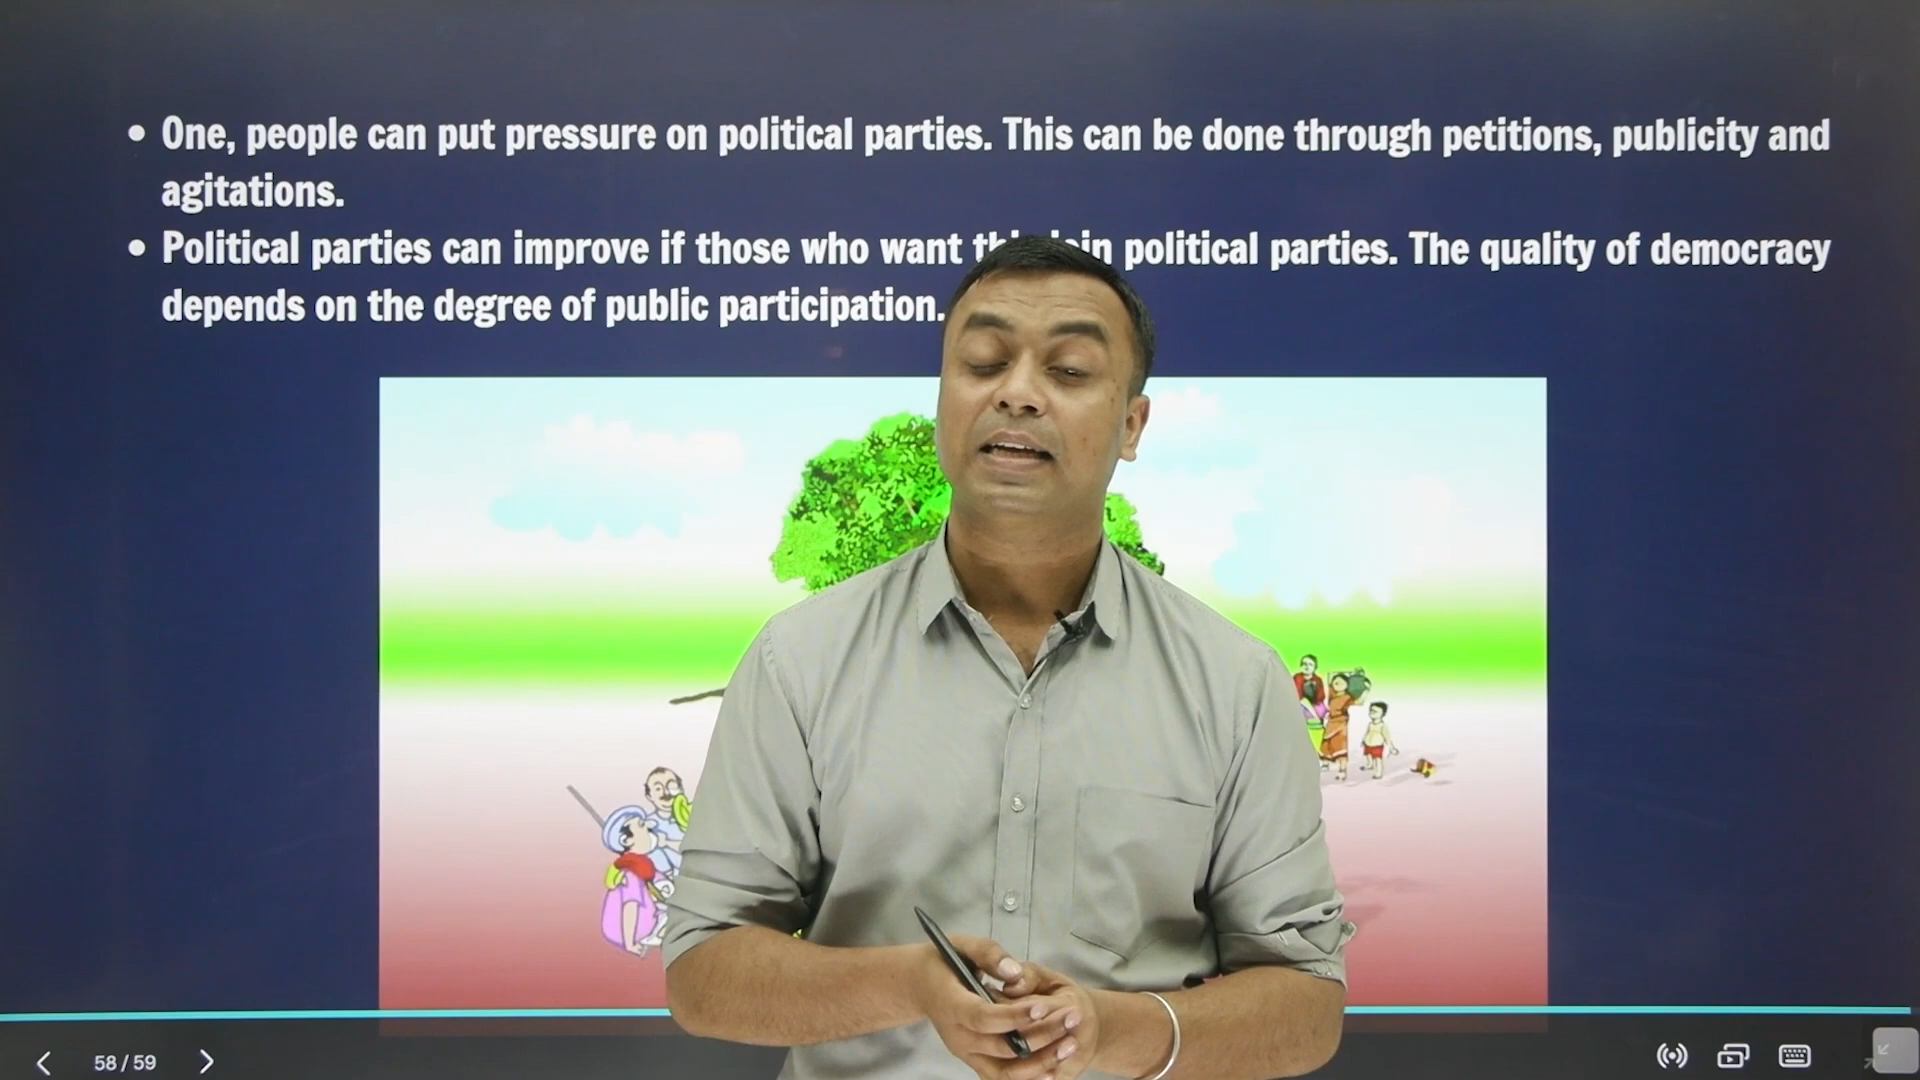 • One, people can put pressure on political parties. This can be done through petitions, publicity and
agitations.
• Political parties can improve if those who want in political parties. The quality of democracy
depends on the degree of public participation.
58 / 59